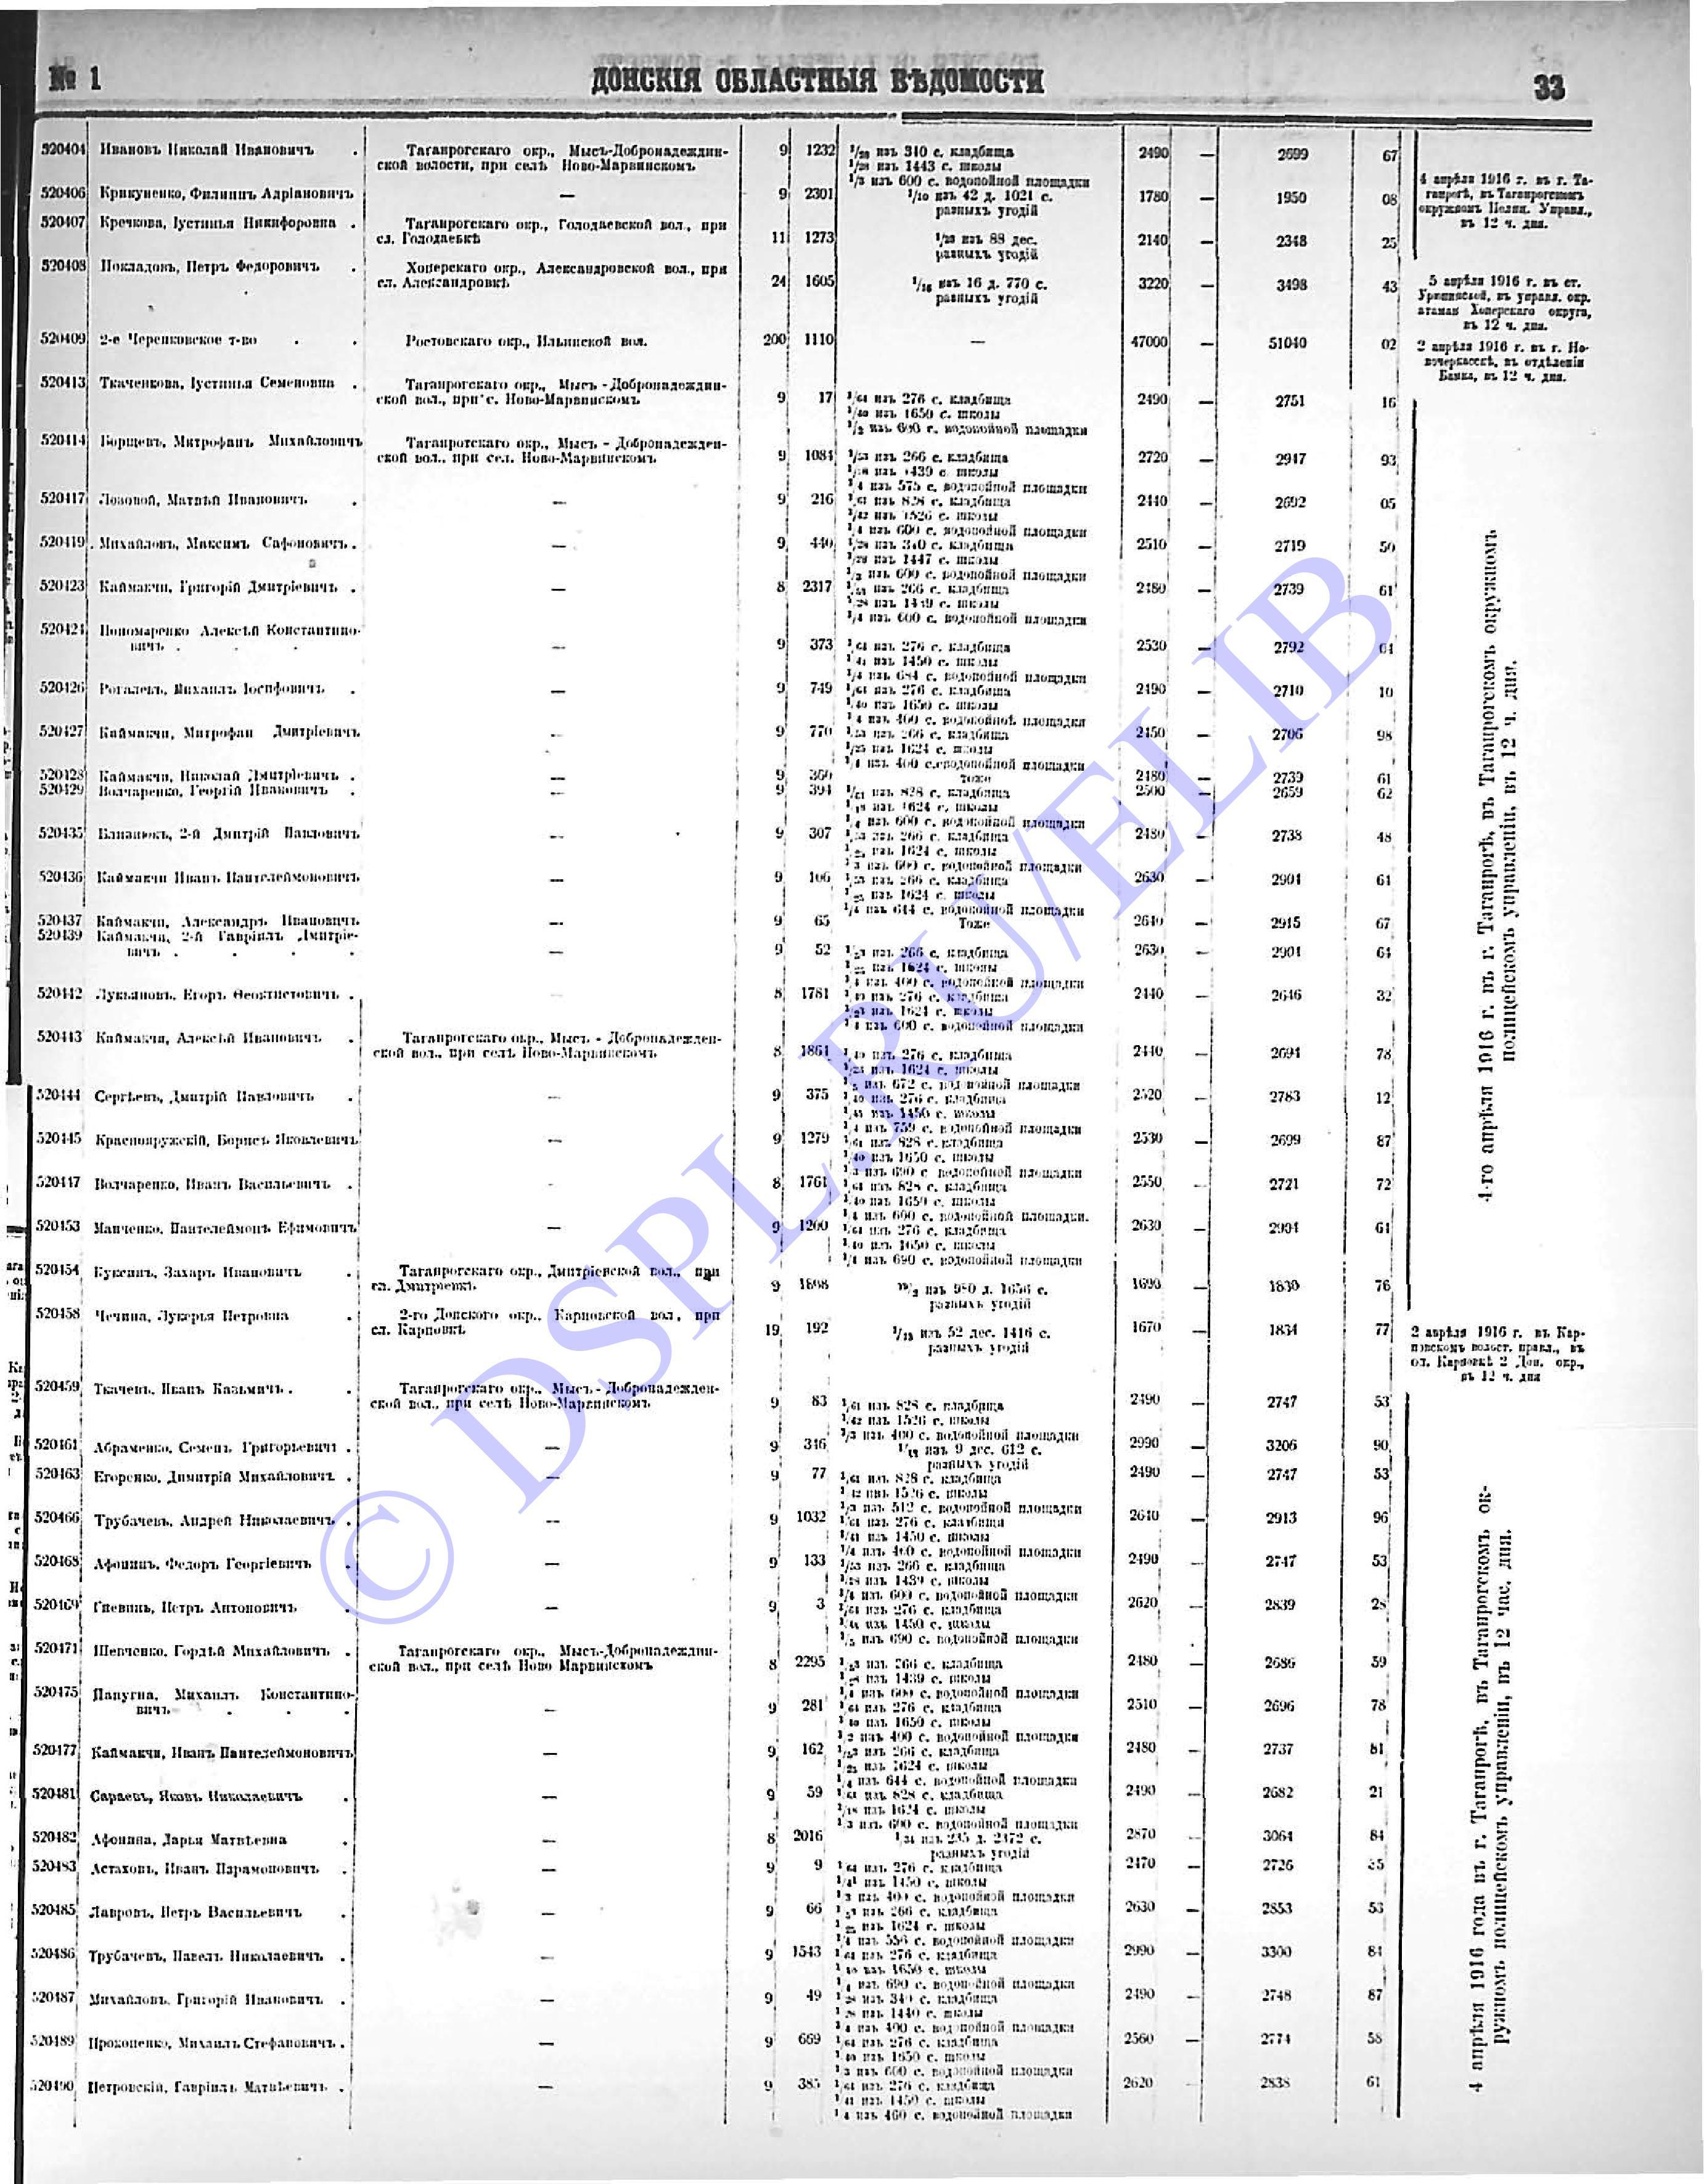 № 1 ДОНСКІЯ ОБЛАСТНЫЯ ВѢДОМОСТИ 33
520404 Ивановъ Николай Ивановичъ . Таганрогскаго окр., Мысъ-Добронадеждин- 9 1232 1/28 изъ 340 с. кладбища 2490 — 2699 67
ской волости, при селѣ Ново-Марвинскомъ 1/28 изъ 1443 с. школы
1/3 изъ 600 с. водопойной площадки
520406 Крикуненко, Филиппъ Адріановичъ — 9 2301 1/10 изъ 42 д. 1021 с. 1780 — 1950 08
разныхъ угодій
4 апрѣля 1916 г. въ г. Та-
ганрогѣ, въ Таганрогскомъ
окружномъ Полиц. Управл.,
въ 12 ч. дня.
520407 Кречкова, Іустинья Никифоровна . Таганрогскаго окр., Голодаевской вол., при
сл. Голодаевкѣ 11 1273 1/28 изъ 88 дес. 2140 — 2348 25
разныхъ угодій
520408 Покладокъ, Петръ Федоровичъ . Хоперскаго окр., Александровской вол., при
сл. Александровкѣ 24 1605 1/16 изъ 16 д. 770 с. 3220 — 3498 43
разныхъ угодій
5 апрѣля 1916 г. въ ст.
Урюпинской, въ управл. окр.
атамана Хоперскаго округа,
въ 12 ч. дня.
520409 2-е Черепковское т-во . . Ростовскаго окр., Ильинской вол. 200 1110 — 47000 — 51040 02
2 апрѣля 1916 г. въ г. Но-
вочеркасскѣ, въ отдѣленіи
Банка, въ 12 ч. дня.
520413 Ткаченкова, Іустинья Семеновна . Таганрогскаго окр., Мысъ - Добронадеждин-
ской вол., при с. Ново-Марвинскомъ 9 17 1/61 изъ 276 с. кладбища 2490 — 2751 16
1/40 изъ 1650 с. школы
1/2 изъ 600 с. водопойной площадки
520414 Борщевъ, Митрофанъ Михайловичъ Таганрогскаго окр., Мысъ - Добронадежден-
ской вол., при сел. Ново-Марвинскомъ 9 1084 1/53 изъ 266 с. кладбища 2720 — 2947 93
изъ 1439 с. школы
1/4 изъ 575 с. водопойной площадки
520417 Лозовой, Матвѣй Ивановичъ . — 9 216 1/61 изъ 828 с. кладбища 2440 — 2692 05
1/42 изъ 1526 с. школы
1/4 изъ 600 с. водопойной площадки
520419 Михайловъ, Максимъ Сафоновичъ . — 9 440 1/28 изъ 340 с. кладбища 2510 — 2719 50
1/28 изъ 1447 с. школы
1/2 изъ 600 с. водопойной площадки
520423 Каймакчи, Григорій Дмитріевичъ . — 8 2317 изъ 266 с. кладбища 2480 — 2739 61
1/28 изъ 1449 с. школы
1/4 изъ 600 с. водопойной площадки
520424 Пономаренко Алексѣй Константино-
вичъ . . . — 9 373 1/61 изъ 276 с. кладбища 2530 — 2792 64
1/41 изъ 1450 с. школы
1/4 изъ 684 с. водопойной площадки
520426 Рогалевъ, Михаилъ Іосифовичъ . — 9 749 1/61 изъ 276 с. кладбища 2490 — 2710 10
1/40 изъ 1650 с. школы
1/4 изъ 400 с. водопойной площадки
520427 Каймакчи, Митрофан Дмитріевичъ — 9 770 1/53 изъ 266 с. кладбища 2450 — 2706 98
1/25 изъ 1624 с. школы
1/4 изъ 400 с. водопойной площадки
520428 Каймакчи, Николай Дмитріевичъ . — 9 360 тоже 2480 — 2739 61
520429 Волчаренко, Георгій Ивановичъ . — 9 394 1/61 изъ 828 с. кладбища 2500 — 2659 62
изъ 1624 с. школы
1/4 изъ 600 с. водопойной площадки
520435 Близнюкъ, 2-й Дмитрій Павловичъ — 9 307 1/53 изъ 266 с. кладбища 2480 — 2738 48
1/25 изъ 1624 с. школы
1/3 изъ 600 с. водопойной площадки
520436 Каймакчи Иванъ Пантелеймоновичъ — 9 106 1/53 изъ 266 с. кладбища 2630 — 2904 64
1/25 изъ 1624 с. школы
1/4 изъ 644 с. водопойной площадки
520437 Каймакчи, Александръ Ивановичъ — 9 65 Тоже 2640 — 2915 67
520439 Каймакчи, 2-й Гавріилъ Дмитріе-
вичъ . . . . — 9 52 1/53 изъ 266 с. кладбища 2630 — 2904 64
1/25 изъ 1624 с. школы
1/4 изъ 400 с. водопойной площадки
520442 Лукьяновъ, Егоръ Ѳеоктистовичъ . — 8 1781 1/40 изъ 276 с. кладбища 2440 — 2646 32
изъ 1624 с. школы
1/4 изъ 600 с. водопойной площадки
520443 Каймакчи, Алексѣй Ивановичъ . Таганрогскаго окр., Мысъ - Добронадежден-
ской вол., при селѣ Ново-Марвинскомъ 8 1861 1/40 изъ 276 с. кладбища 2440 — 2694 78
изъ 1624 с. школы
1/5 изъ 672 с. водопойной площадки
520444 Сергѣевъ, Дмитрій Павловичъ . — 9 375 1/40 изъ 276 с. кладбища 2520 — 2783 12
1/41 изъ 1450 с. школы
1/4 изъ 759 с. водопойной площадки
520445 Краснояружскій, Борисъ Яковлевичъ — 9 1279 1/61 изъ 828 с. кладбища 2530 — 2699 87
1/40 изъ 1650 с. школы
1/3 изъ 690 с. водопойной площадки
520447 Волчаренко, Иванъ Васильевичъ . — 8 1761 1/61 изъ 828 с. кладбища 2550 — 2721 72
1/40 изъ 1650 с. школы
1/4 изъ 600 с. водопойной площадки.
520453 Манченко, Пантелеймонъ Ефимовичъ — 9 1200 1/61 изъ 276 с. кладбища 2630 — 2904 64
1/40 изъ 1650 с. школы
1/4 изъ 690 с. водопойной площадки
520454 Буксанъ, Захаръ Ивановичъ . Таганрогскаго окр., Дмитріевской вол., при
сл. Дмитріевкѣ 9 1898 изъ 980 д. 1656 с. 1690 — 1830 76
разныхъ угодій
4-го апрѣля 1916 г. въ г. Таганрогѣ, въ Таганрогскомъ окружномъ
полицейскомъ управленіи, въ 12 ч. дня.
520458 Чечина, Лукерья Петровна . 2-го Донского окр., Карповской вол., при
сл. Карповкѣ 19 192 1/13 изъ 52 дес. 1416 с. 1670 — 1834 77
разныхъ угодій
2 апрѣля 1916 г. въ Кар-
повскомъ волост. правл., въ
сл. Карповкѣ 2 Дон. окр.,
въ 12 ч. дня
520459 Ткачевъ, Иванъ Казьмичъ . . Таганрогскаго окр., Мысъ - Добронадежден-
ской вол., при селѣ Ново-Марвинскомъ 9 83 1/61 изъ 828 с. кладбища 2490 — 2747 53
1/42 изъ 1526 с. школы
1/3 изъ 400 с. водопойной площадки
520461 Абраменко, Семенъ Григорьевичъ . — 9 346 изъ 9 дес. 612 с. 2990 — 3206 90
разныхъ угодій
520463 Егоренко, Димитрій Михайловичъ . — 9 77 1/61 изъ 828 с. кладбища 2490 — 2747 53
1/42 изъ 1526 с. школы
1/3 изъ 512 с. водопойной площадки
520466 Трубачевъ, Андрей Николаевичъ . — 9 1032 1/61 изъ 276 с. кладбища 2640 — 2913 96
1/41 изъ 1450 с. школы
1/4 изъ 460 с. водопойной площадки
520468 Афонинъ, Федоръ Георгіевичъ . — 9 133 1/53 изъ 266 с. кладбища 2490 — 2747 53
1/28 изъ 1439 с. школы
1/4 изъ 600 с. водопойной площадки
520469 Гневинъ, Петръ Антоновичъ . — 9 3 1/61 изъ 276 с. кладбища 2620 — 2839 28
1/41 изъ 1450 с. школы
1/5 изъ 690 с. водопойной площадки
520471 Шевченко, Гордѣй Михайловичъ . Таганрогскаго окр., Мысъ-Добронадеждин-
ской вол., при селѣ Ново Марвинскомъ 8 2295 1/53 изъ 266 с. кладбища 2480 — 2686 59
1/28 изъ 1439 с. школы
1/4 изъ 600 с. водопойной площадки
520475 Папугна, Михаилъ Константино-
вичъ . . . — 9 281 1/61 изъ 276 с. кладбища 2510 — 2696 78
1/40 изъ 1650 с. школы
1/2 изъ 400 с. водопойной площадки
520477 Каймакчи, Иванъ Пантелеймоновичъ — 9 162 1/53 изъ 266 с. кладбища 2480 — 2737 81
1/25 изъ 1624 с. школы
1/4 изъ 644 с. водопойной площадки
520481 Сараевъ, Яковъ Николаевичъ . — 9 59 1/61 изъ 828 с. кладбища 2490 — 2682 21
изъ 1624 с. школы
1/3 изъ 600 с. водопойной площадки
520482 Афонина, Дарья Матвѣевна . — 8 2016 изъ 235 д. 2172 с. 2870 — 3064 84
разныхъ угодій
520483 Астаховъ, Иванъ Парамоновичъ . — 9 9 1/61 изъ 276 с. кладбища 2470 — 2726 35
1/41 изъ 1450 с. школы
1/3 изъ 400 с. водопойной площадки
520485 Лавровъ, Петръ Васильевичъ . — 9 66 1/53 изъ 266 с. кладбища 2630 — 2853 53
1/25 изъ 1624 с. школы
1/4 изъ 556 с. водопойной площадки
520486 Трубачевъ, Павелъ Николаевичъ . — 9 1543 1/61 изъ 276 с. кладбища 2990 — 3300 84
1/40 изъ 1650 с. школы
1/4 изъ 690 с. водопойной площадки
520487 Михайловъ, Григорій Ивановичъ . — 9 49 1/28 изъ 340 с. кладбища 2490 — 2748 87
1/28 изъ 1440 с. школы
1/4 изъ 400 с. водопойной площадки
520489 Прокопенко, Михаилъ Стефановичъ . — 9 669 1/61 изъ 276 с. кладбища 2560 — 2774 58
1/40 изъ 1650 с. школы
1/3 изъ 600 с. водопойной площадки
520490 Петровскій, Гавріилъ Матвѣевичъ . — 9 385 1/61 изъ 276 с. кладбища 2620 — 2838 61
1/41 изъ 1450 с. школы
1/4 изъ 460 с. водопойной площадки
4 апрѣля 1916 года въ г. Таганрогѣ, въ Таганрогскомъ ок-
ружномъ полицейскомъ управленіи, въ 12 час. дня.
© DSPL.RU/ELIB